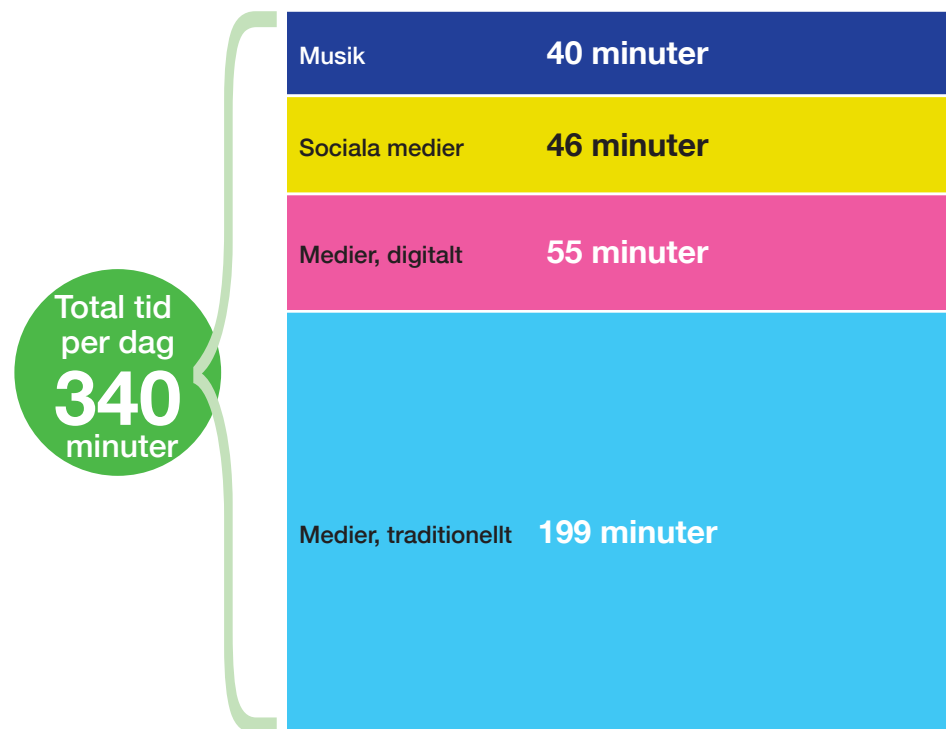 Musik 40 minuter
Sociala medier 46 minuter
Medier, digitalt 55 minuter
Total tid
per dag
340
minuter
Medier, traditionellt 199 minuter